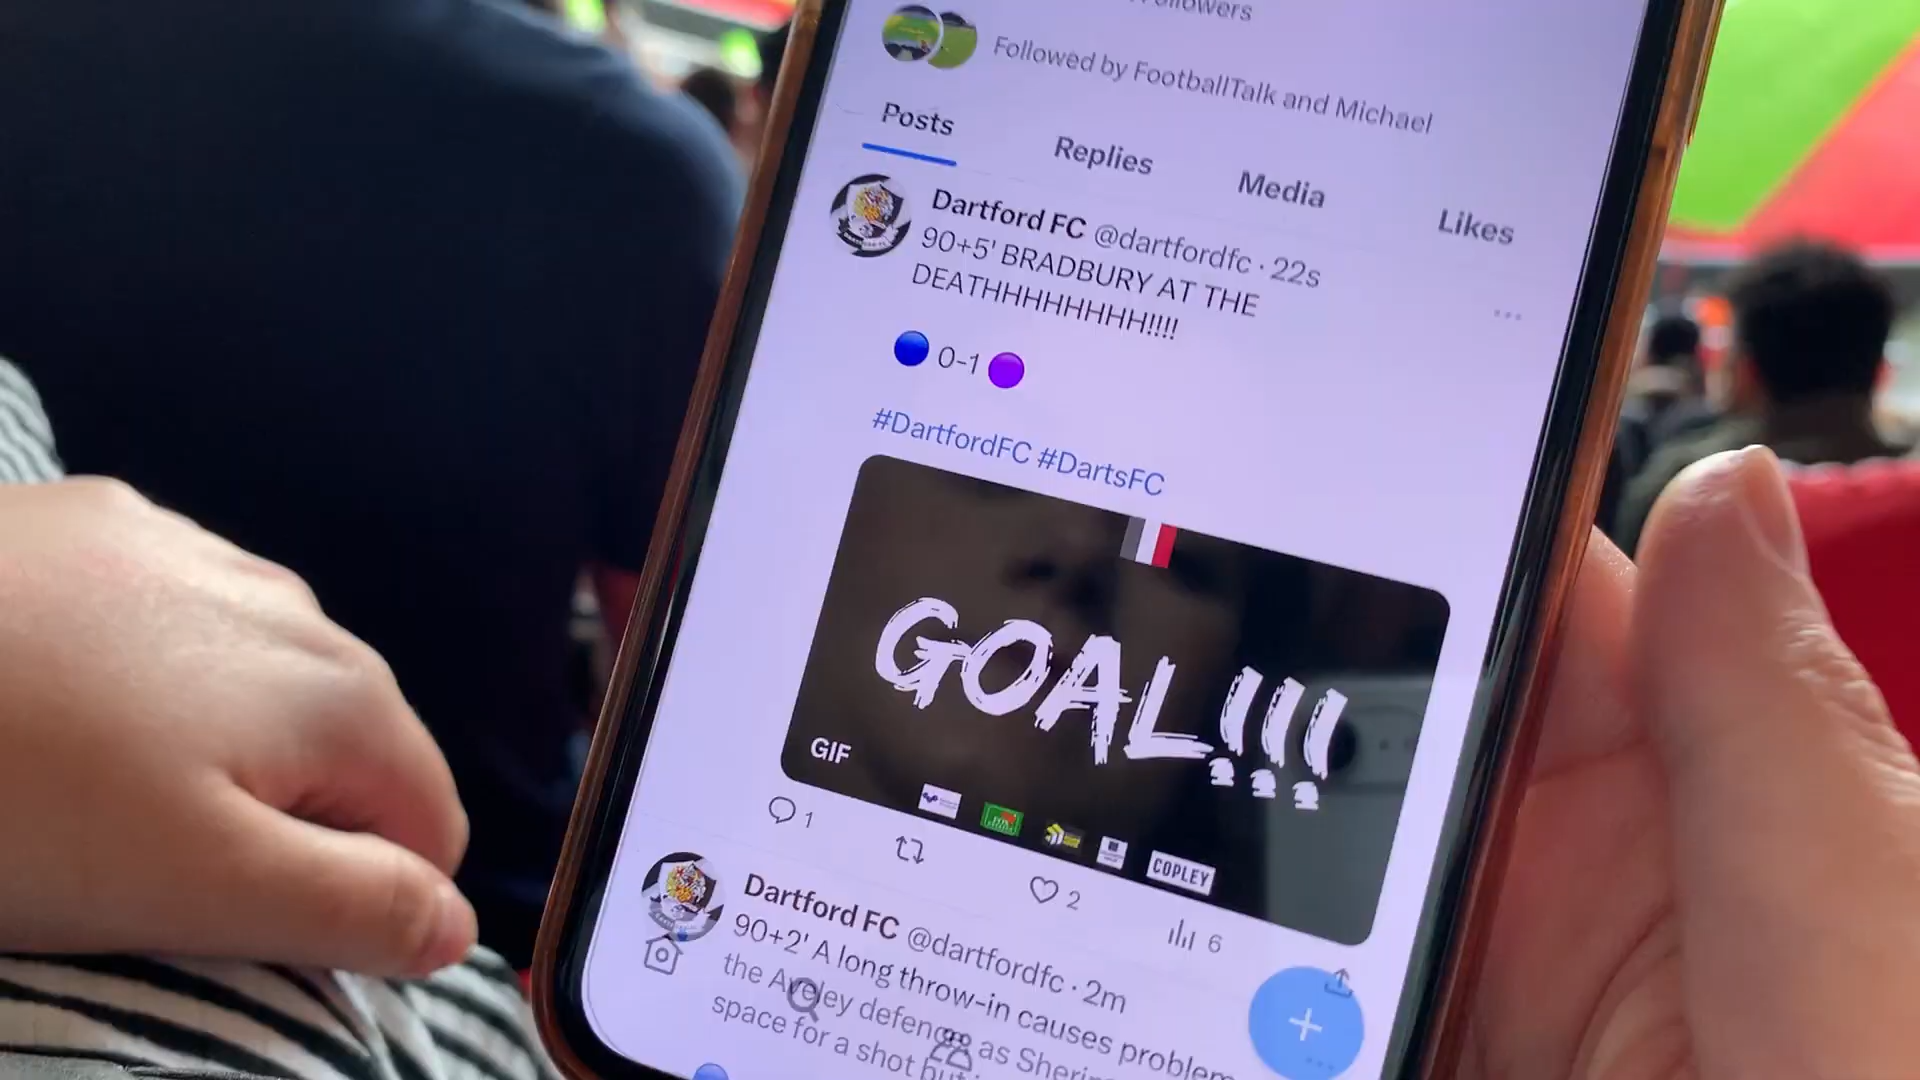 Followers
Followed by FootballTalk and Michael
Posts
Replies
Media
Likes
Dartford FC @dartfordfc · 22s
90+5' BRADBURY AT THE
DEATHHHHHHHH!!!!
🔵 0-1 🟣
#DartfordFC #DartsFC
GOAL!!!
GIF
COPLEY
1
2
6
Dartford FC @dartfordfc · 2m
90+2' A long throw-in causes problem
the Aveley defence as Sherin
space for a shot but